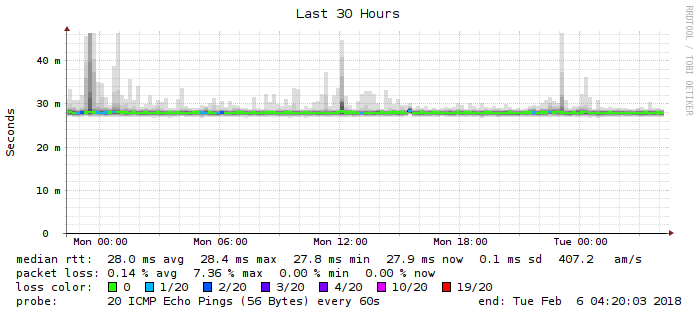 Last 30 Hours
RRDTOOL / TOBI OETIKER
Seconds
40 m
30 m
20 m
10 m
0
Mon 00:00 Mon 06:00 Mon 12:00 Mon 18:00 Tue 00:00
median rtt: 28.0 ms avg 28.4 ms max 27.8 ms min 27.9 ms now 0.1 ms sd 407.2 am/s
packet loss: 0.14 % avg 7.36 % max 0.00 % min 0.00 % now
loss color: 0 1/20 2/20 3/20 4/20 10/20 19/20
probe: 20 ICMP Echo Pings (56 Bytes) every 60s end: Tue Feb 6 04:20:03 2018